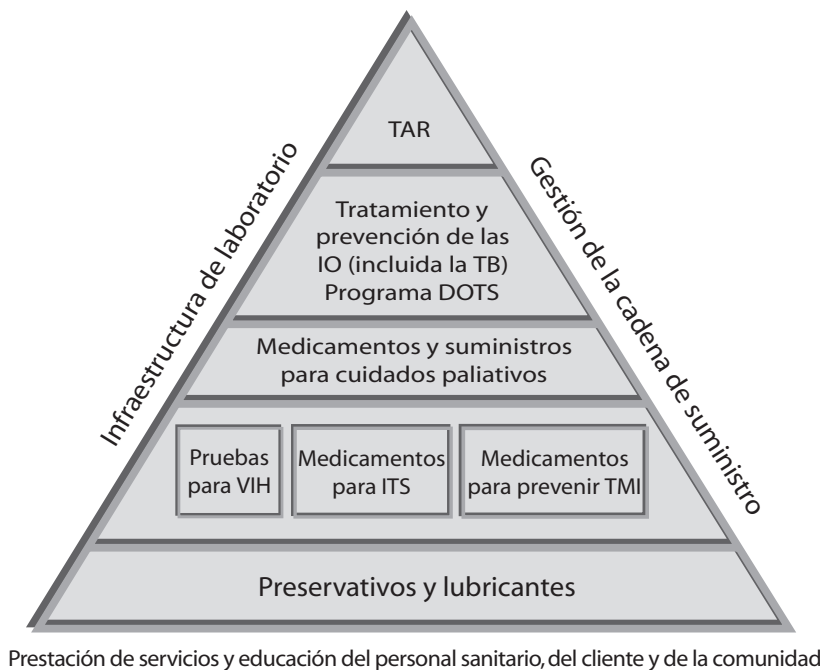 TAR
Infraestructura de laboratorio
Gestión de la cadena de suministro
Tratamiento y
prevención de las
IO (incluida la TB)
Programa DOTS
Medicamentos y suministros
para cuidados paliativos
Pruebas
para VIH
Medicamentos
para ITS
Medicamentos
para prevenir TMI
Preservativos y lubricantes
Prestación de servicios y educación del personal sanitario, del cliente y de la comunidad